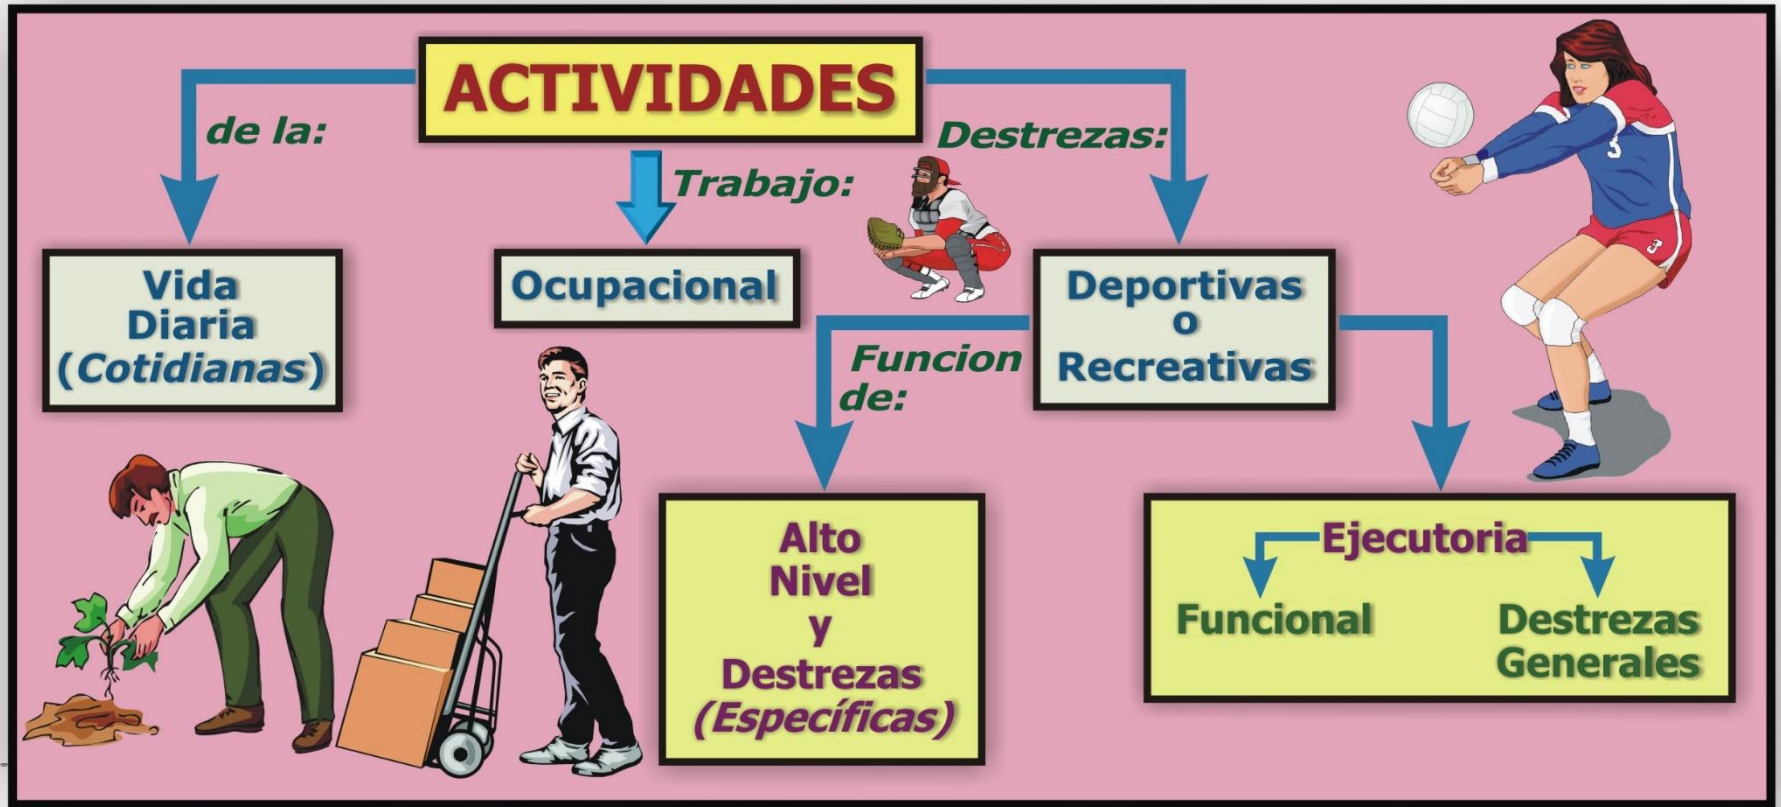 ACTIVIDADES
de la:
Trabajo:
Destrezas:
Vida
Diaria
(Cotidianas)
Ocupacional
Deportivas
o
Recreativas
Funcion
de:
Alto
Nivel
y
Destrezas
(Específicas)
Ejecutoria
Funcional
Destrezas
Generales
3
3